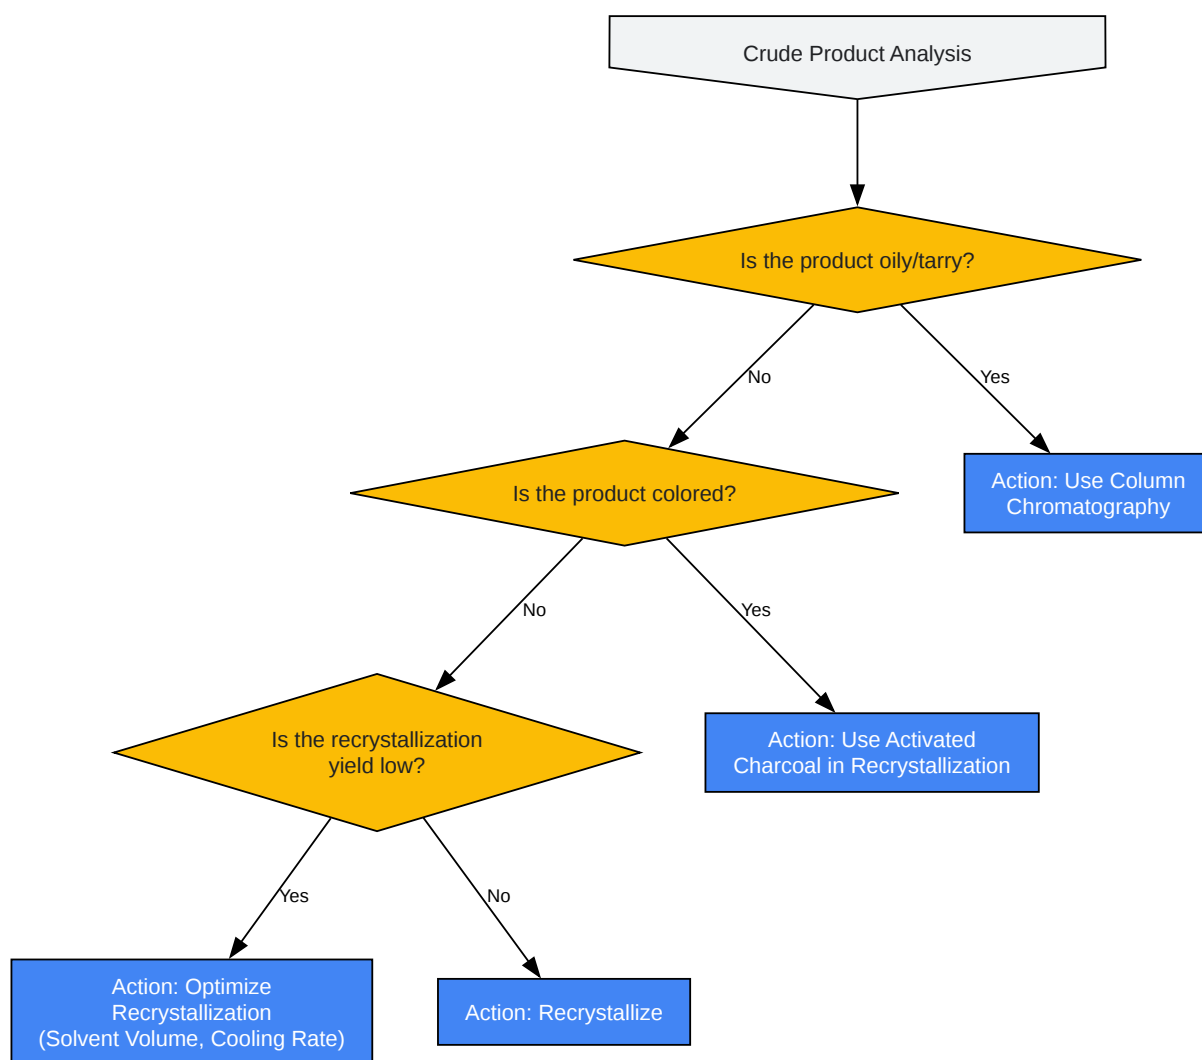 Crude Product Analysis
Is the product oily/tarry?
No
Yes
Is the product colored?
Action: Use Column
Chromatography
No
Yes
Is the recrystallization
yield low?
Action: Use Activated
Charcoal in Recrystallization
Yes
No
Action: Optimize
Recrystallization
(Solvent Volume, Cooling Rate)
Action: Recrystallize